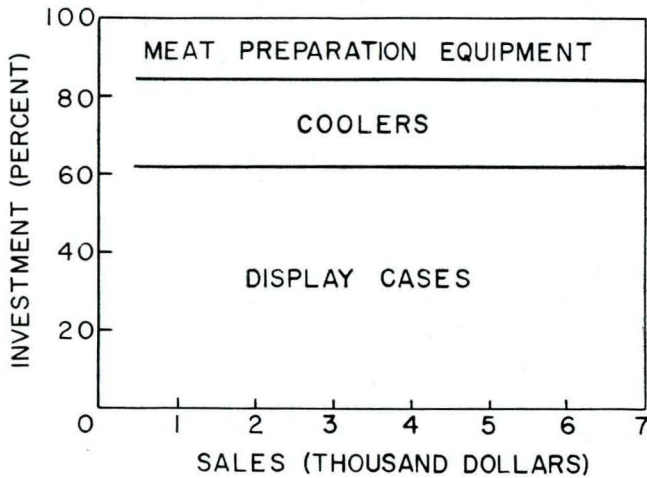 100
MEAT PREPARATION EQUIPMENT
80
COOLERS
60
40
DISPLAY CASES
20
0 1 2 3 4 5 6 7
INVESTMENT (PERCENT)
SALES (THOUSAND DOLLARS)